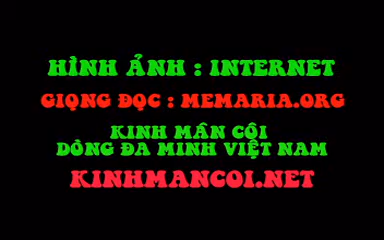 HÌNH ẢNH : INTERNET
GIỌNG ĐỌC : MEMARIA.ORG
KINH MÂN CÔI
DÒNG ĐA MINH VIỆT NAM
KINHMANCOI.NET